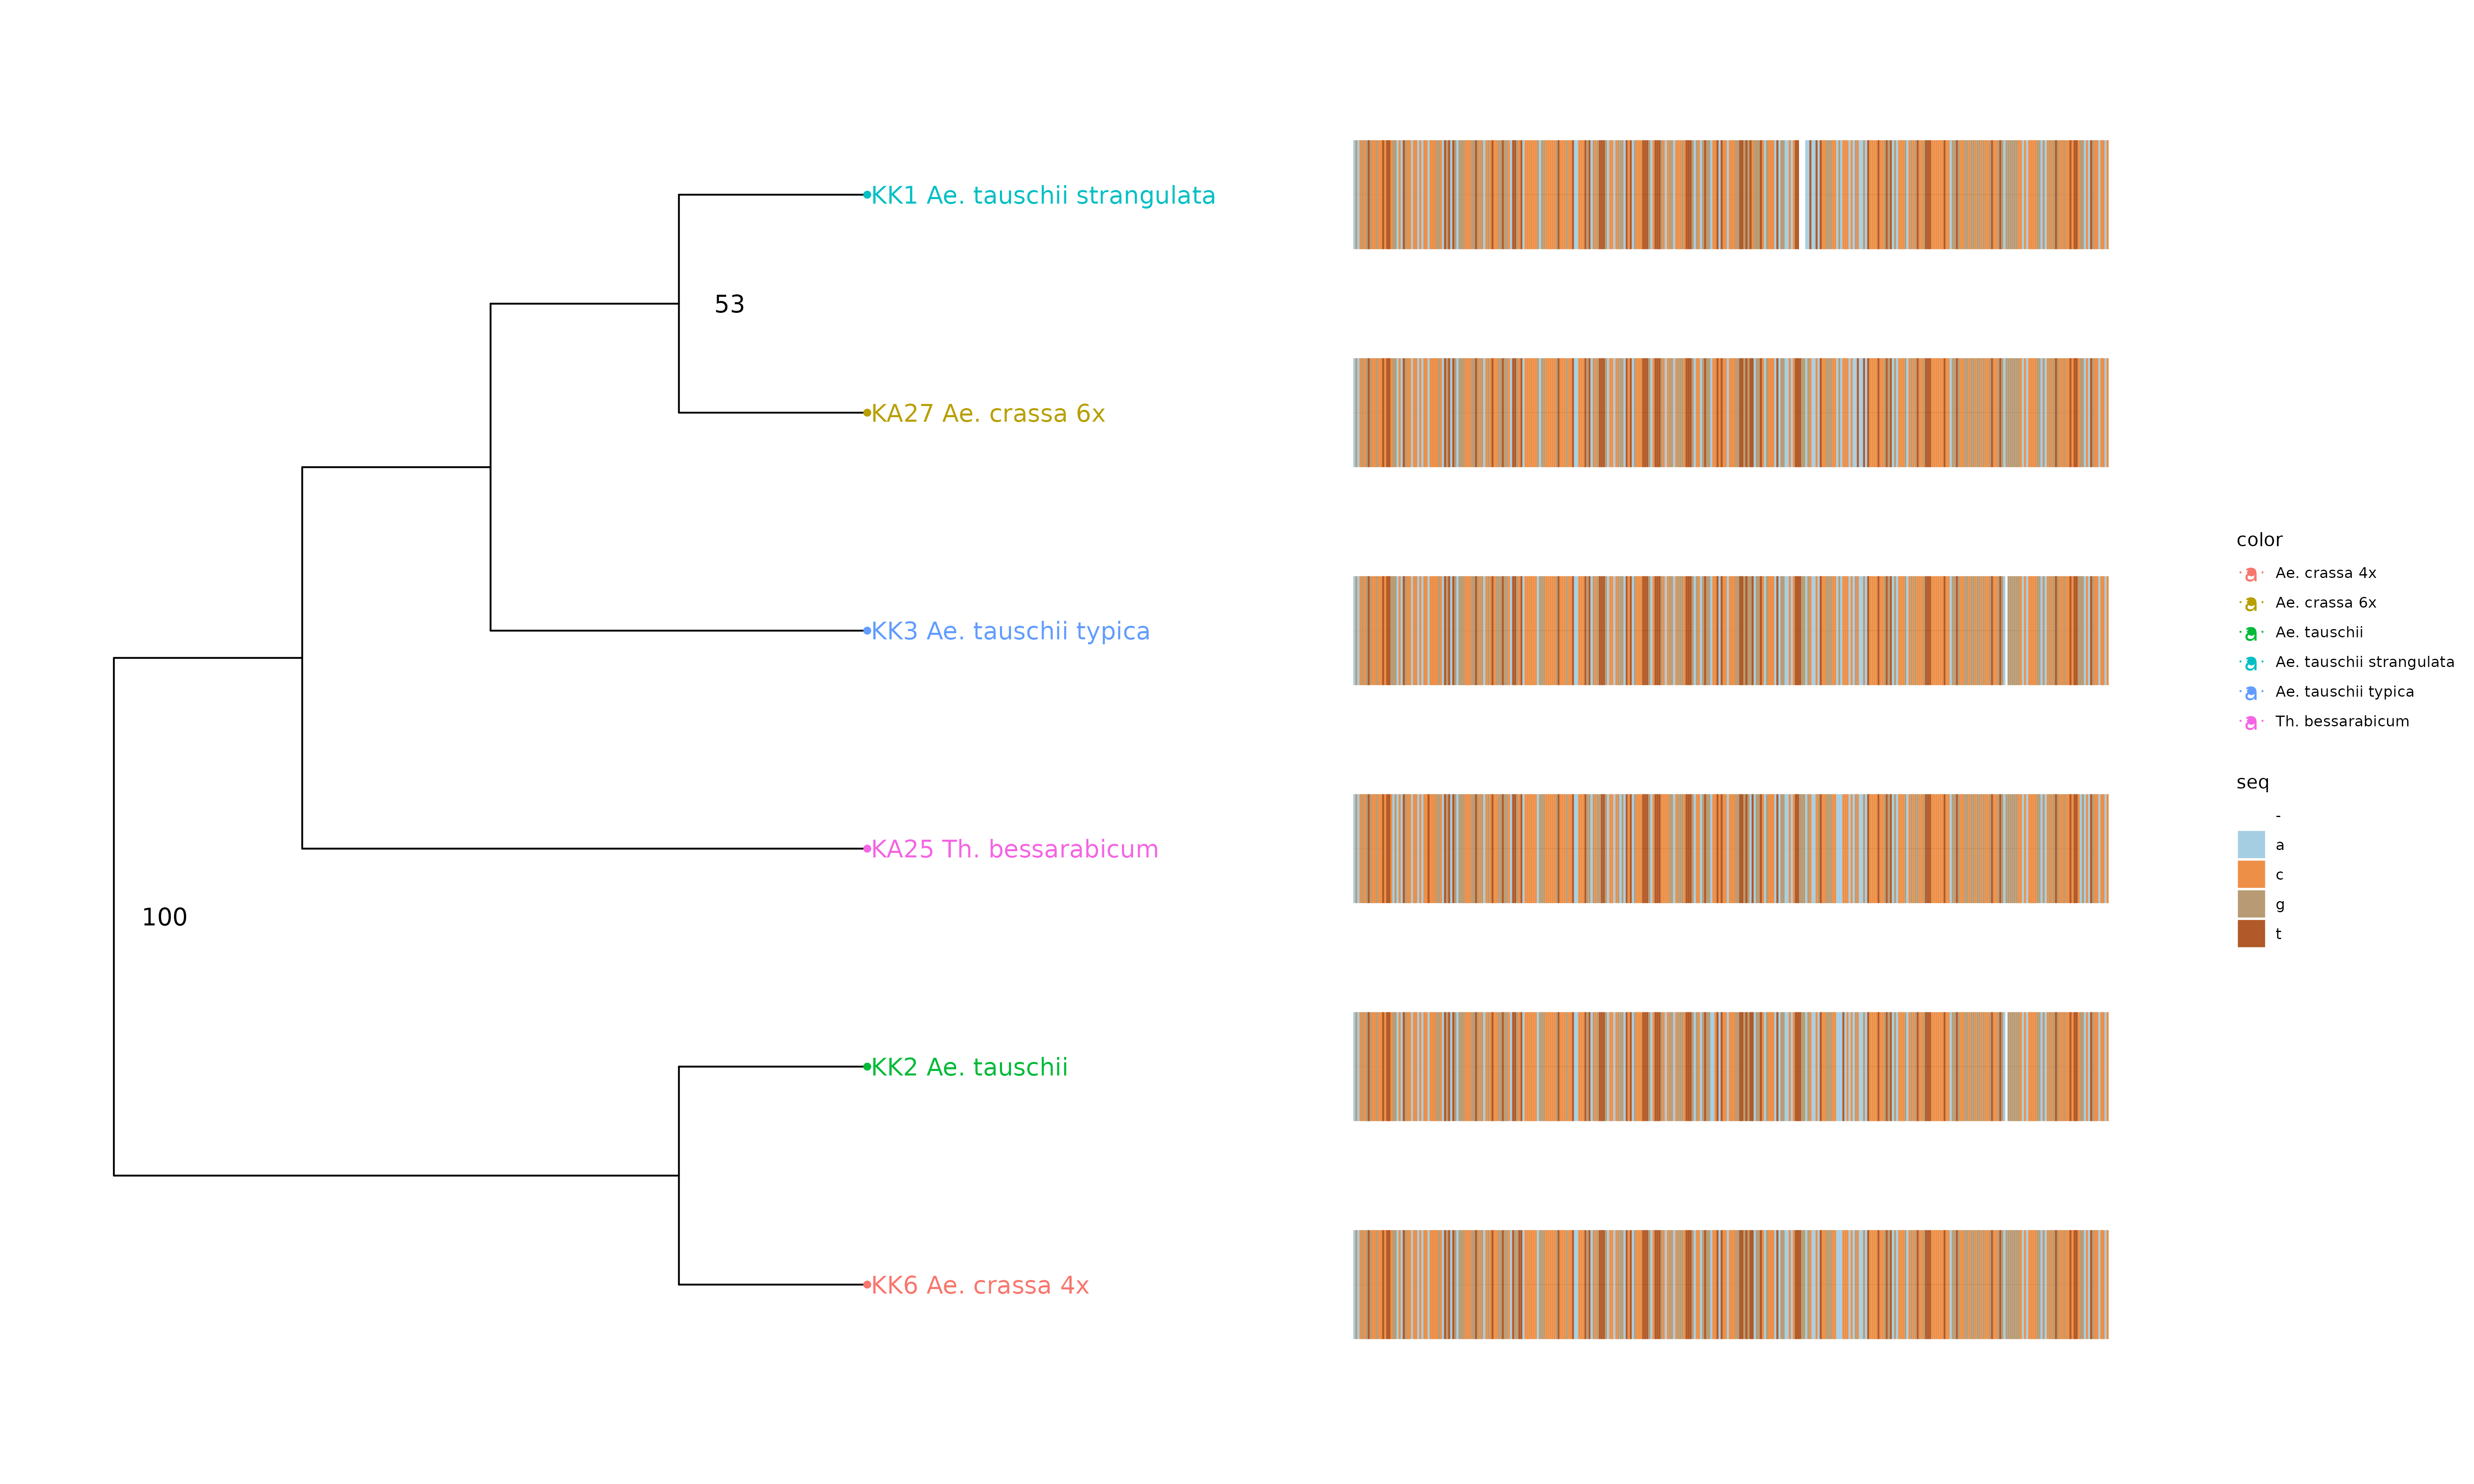 KK1 Ae. tauschii strangulata
53
KA27 Ae. crassa 6x
KK3 Ae. tauschii typica
KA25 Th. bessarabicum
100
KK2 Ae. tauschii
KK6 Ae. crassa 4x
color
a Ae. crassa 4x
a Ae. crassa 6x
a Ae. tauschii
a Ae. tauschii strangulata
a Ae. tauschii typica
a Th. bessarabicum
seq
-
a
c
g
t